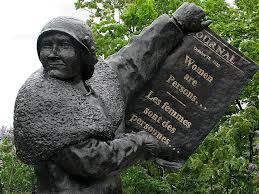 JOURNAL
Women
are
Persons...
Les femmes
sont des
personnes...